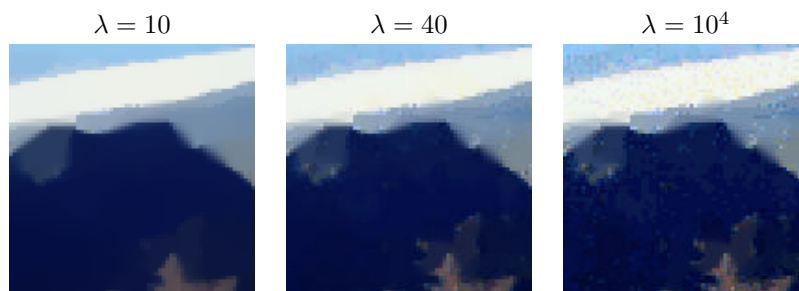 λ = 10 λ = 40 λ = 10⁴